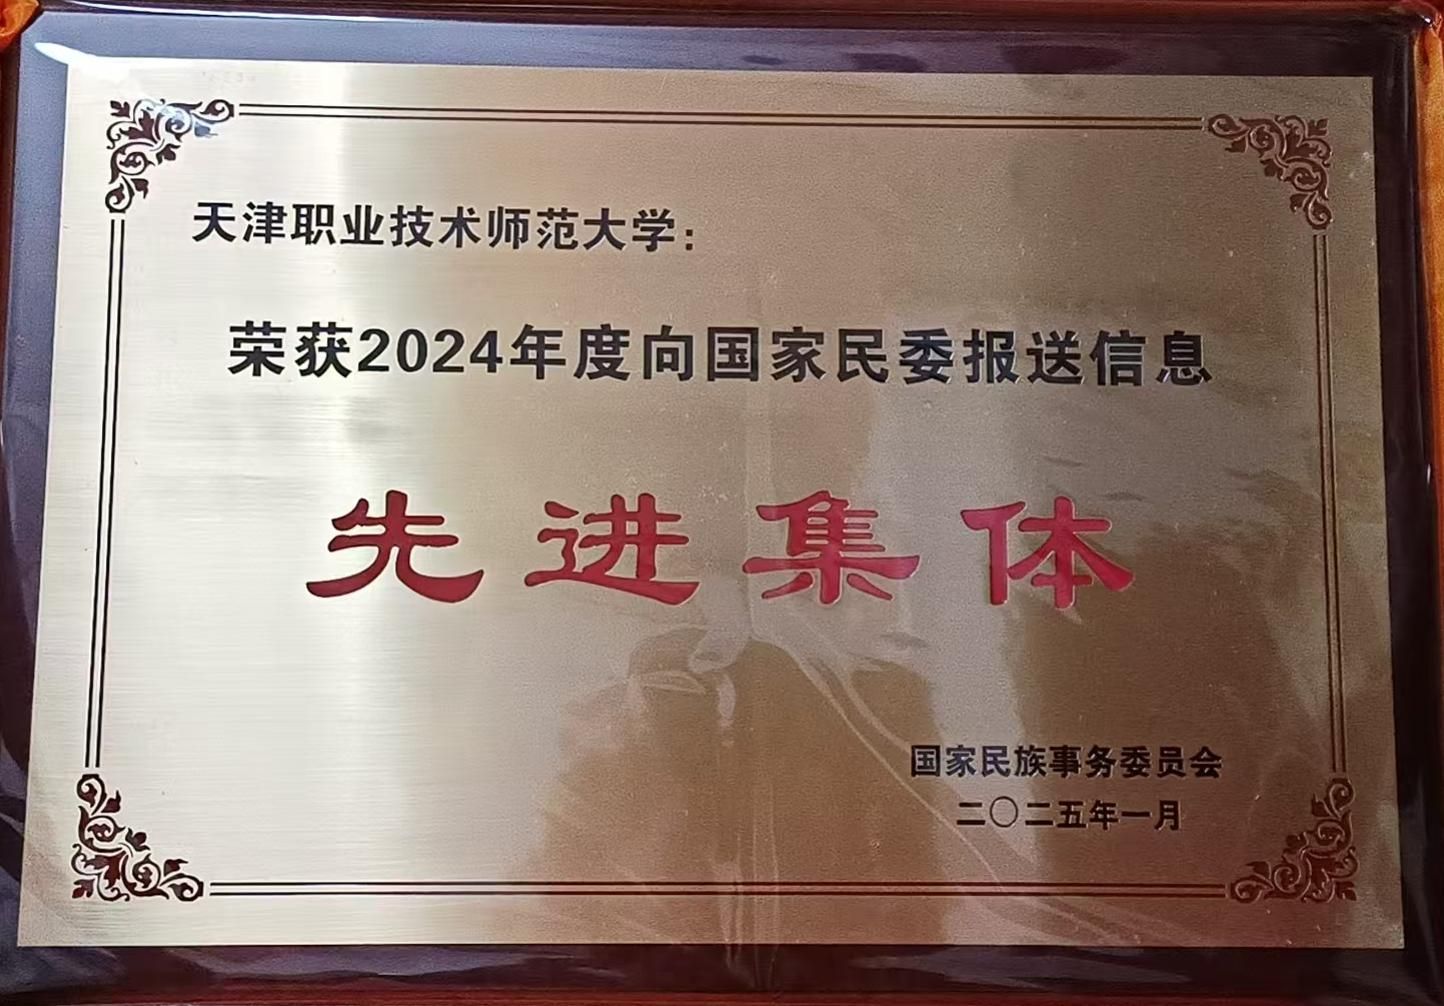 天津职业技术师范大学：
荣获2024年度向国家民委报送信息
先进集体
国家民族事务委员会
二〇二五年一月